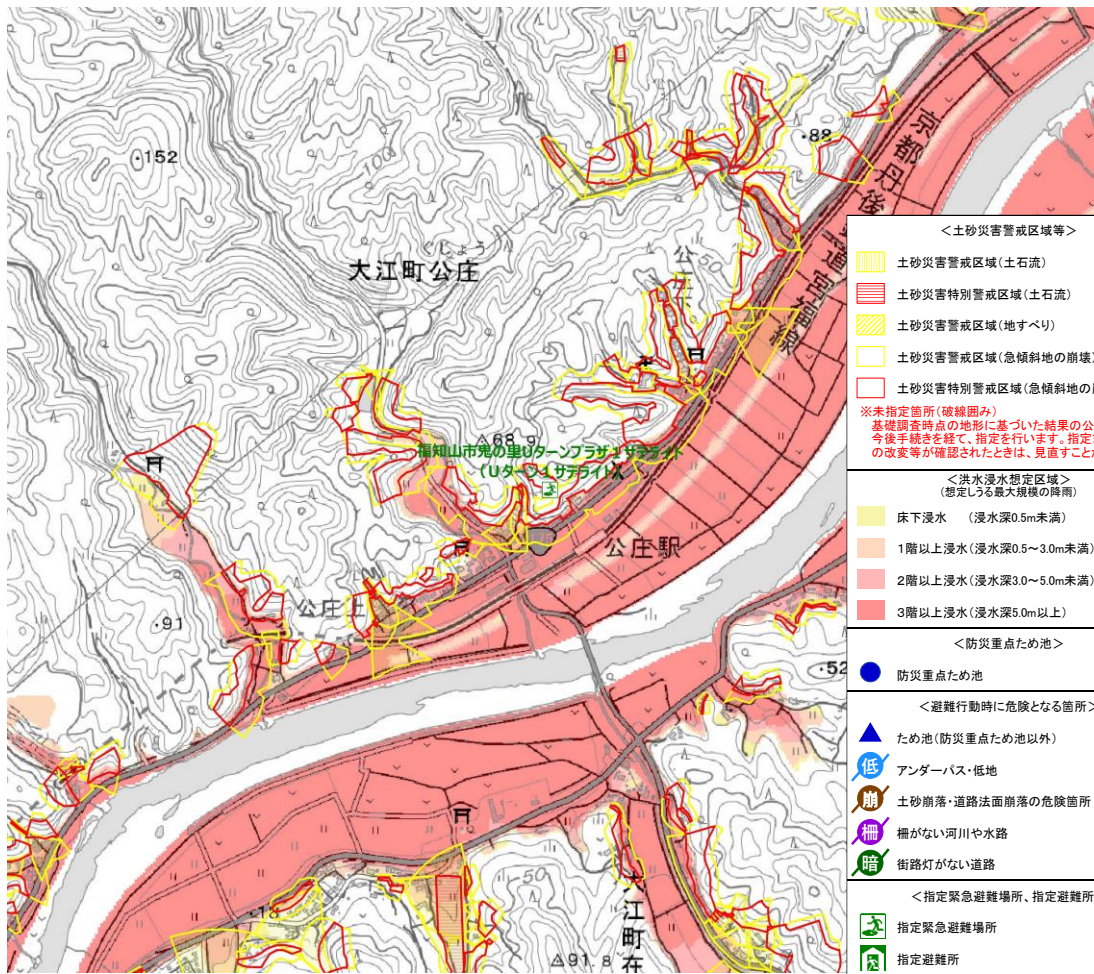 ・152
100
・88
京都丹後
道宮福線
ぐじょう
大江町公庄
公庄下
50
△68.9
福知山市鬼の里Uターンプラザ1サテライト
(Uターン1サテライト)
公庄駅
公庄上
・91
・52
50
・18
大江町在
△91.8
<土砂災害警戒区域等>
土砂災害警戒区域(土石流)
土砂災害特別警戒区域(土石流)
土砂災害警戒区域(地すべり)
土砂災害警戒区域(急傾斜地の崩壊)
土砂災害特別警戒区域(急傾斜地の
※未指定箇所(破線囲み)
基礎調査時点の地形に基づいた結果の公
今後手続きを経て、指定を行います。指定
の改変等が確認されたときは、見直すことが
<洪水浸水想定区域>
(想定しうる最大規模の降雨)
床下浸水 (浸水深0.5m未満)
1階以上浸水(浸水深0.5~3.0m未満)
2階以上浸水(浸水深3.0~5.0m未満)
3階以上浸水(浸水深5.0m以上)
<防災重点ため池>
防災重点ため池
<避難行動時に危険となる箇所>
ため池(防災重点ため池以外)
低 アンダーパス・低地
崩 土砂崩落・道路法面崩落の危険箇所
柵 柵がない河川や水路
暗 街路灯がない道路
<指定緊急避難場所、指定避難所
指定緊急避難場所
指定避難所